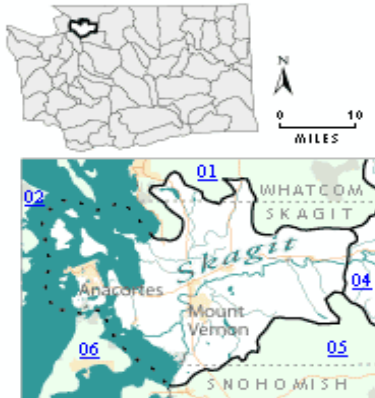 N
0 10
MILES
01
02
WHATCOM
SKAGIT
Skagit
04
Anacortes
Mount
Vernon
06
05
SNOHOMISH